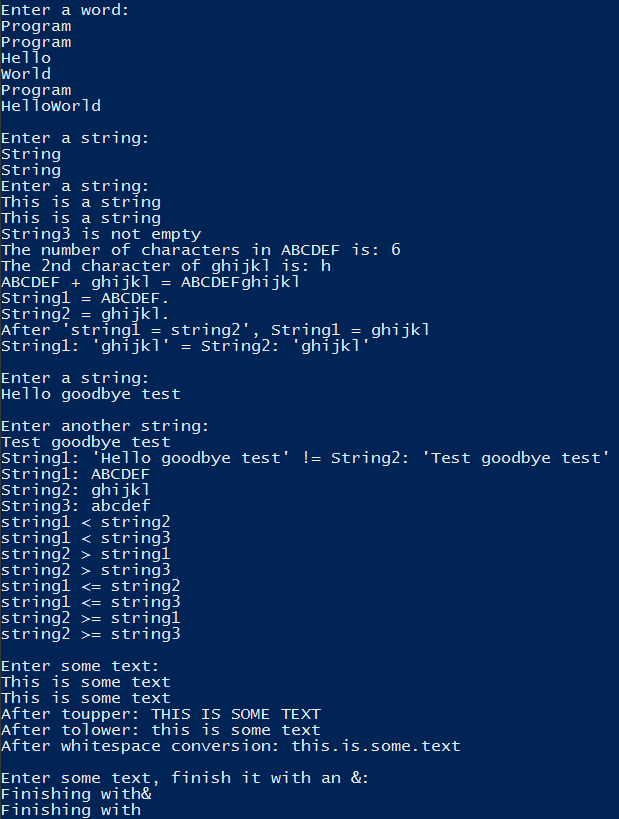 Enter a word:
Program
Program
Hello
World
Program
HelloWorld
Enter a string:
String
String
Enter a string:
This is a string
This is a string
String3 is not empty
The number of characters in ABCDEF is: 6
The 2nd character of ghijkl is: h
ABCDEF + ghijkl = ABCDEFghijkl
String1 = ABCDEF.
String2 = ghijkl.
After 'string1 = string2', String1 = ghijkl
String1: 'ghijkl' = String2: 'ghijkl'
Enter a string:
Hello goodbye test
Enter another string:
Test goodbye test
String1: 'Hello goodbye test' != String2: 'Test goodbye test'
String1: ABCDEF
String2: ghijkl
String3: abcdef
string1 < string2
string1 < string3
string2 > string1
string2 > string3
string1 <= string2
string1 <= string3
string2 >= string1
string2 >= string3
Enter some text:
This is some text
This is some text
After toupper: THIS IS SOME TEXT
After tolower: this is some text
After whitespace conversion: this.is.some.text
Enter some text, finish it with an &:
Finishing with&
Finishing with